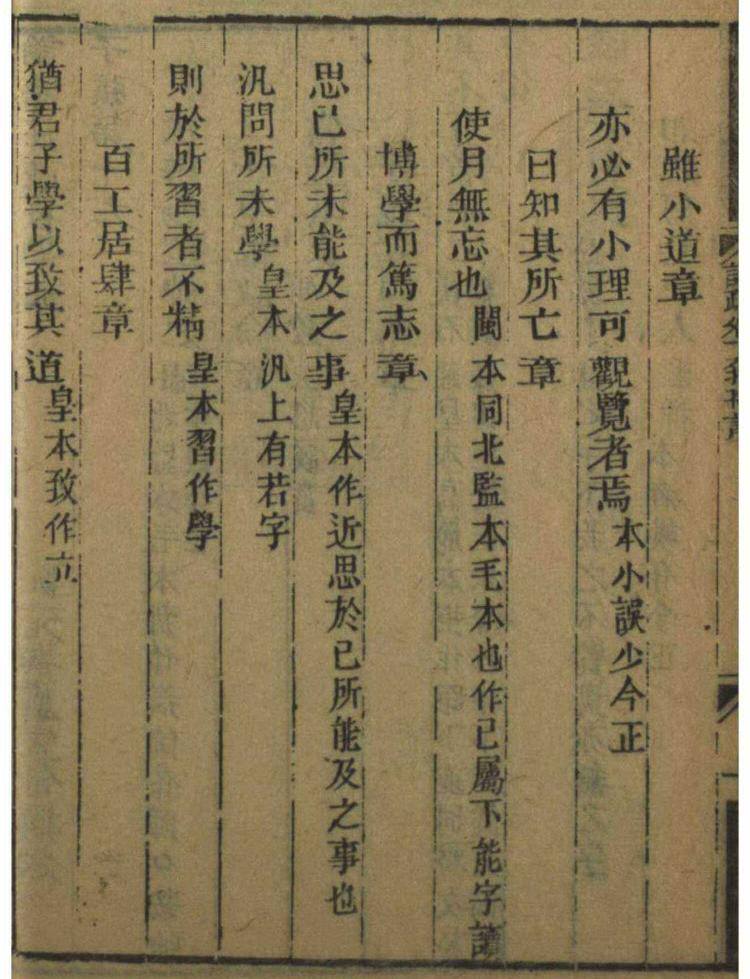 雖小道章
亦必有小理可觀覽者焉本小誤少今正
日知其所亡章
使月無忘也閩本同北監本毛本也作已屬下能字讀
博學而篤志章
思已所未能及之事皇本作近思於已所能及之事也
汎問所未學皇本汎上有若字
則於所習者不精皇本習作學
百工居肆章
猶君子學以致其道皇本致作立